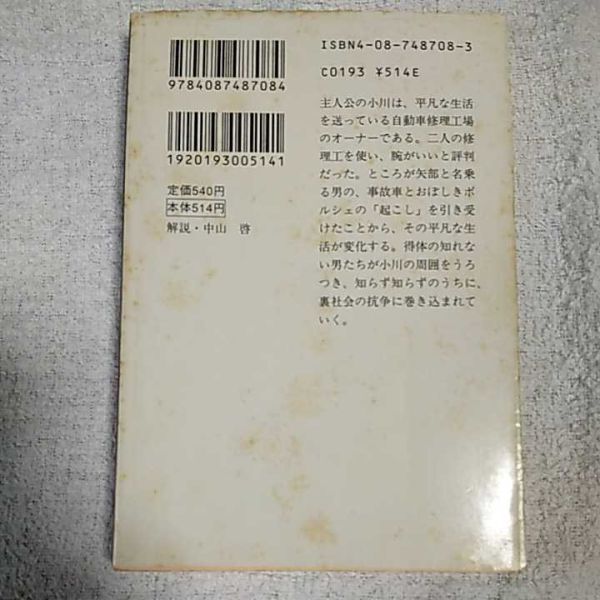 ISBN4-08-748708-3
C0193 ¥514E
9784087487084
1920193005141
定価540円
本体514円
解説・中山 啓
主人公の小川は、平凡な生活
を送っている自動車修理工場
のオーナーである。二人の修
理工を使い、腕がいいと評判
だった。ところが矢部と名乗
る男の、事故車とおぼしきポ
ルシェの「起こし」を引き受
けたことから、その平凡な生
活が変化する。得体の知れな
い男たちが小川の周囲をうろ
つき、知らず知らずのうちに、
裏社会の抗争に巻き込まれて
いく。